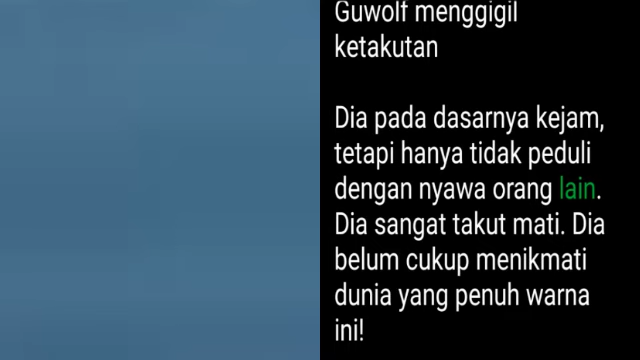 Guwolf menggigil
ketakutan
Dia pada dasarnya kejam,
tetapi hanya tidak peduli
dengan nyawa orang lain.
Dia sangat takut mati. Dia
belum cukup menikmati
dunia yang penuh warna
ini!